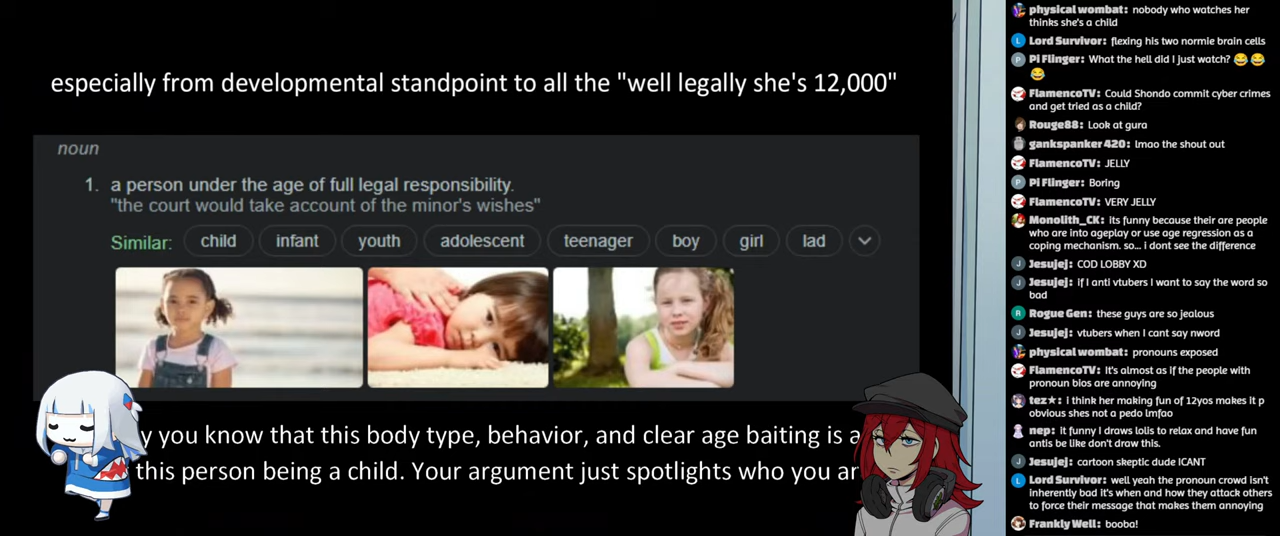 especially from developmental standpoint to all the "well legally she's 12,000"
noun
1. a person under the age of full legal responsibility.
"the court would take account of the minor's wishes"
Similar: child infant youth adolescent teenager boy girl lad
y you know that this body type, behavior, and clear age baiting is a
this person being a child. Your argument just spotlights who you ar
physical wombat: nobody who watches her
thinks she's a child
Lord Survivor: flexing his two normie brain cells
Pi Flinger: What the hell did I just watch? 😂 😂
😂
FlamencoTV: Could Shondo commit cyber crimes
and get tried as a child?
Rouge88: Look at gura
gankspanker 420: lmao the shout out
FlamencoTV: JELLY
Pi Flinger: Boring
FlamencoTV: VERY JELLY
Monolith_CK: its funny because their are people
who are into ageplay or use age regression as a
coping mechanism. so... i dont see the difference
Jesujej: COD LOBBY XD
Jesujej: if I anti vtubers I want to say the word so
bad
Rogue Gen: these guys are so jealous
Jesujej: vtubers when I cant say nword
physical wombat: pronouns exposed
FlamencoTV: It's almost as if the people with
pronoun bios are annoying
tez★: i think her making fun of 12yos makes it p
obvious shes not a pedo lmfao
nep: it funny I draws lolis to relax and have fun
antis be like don't draw this.
Jesujej: cartoon skeptic dude ICANT
Lord Survivor: well yeah the pronoun crowd isn't
inherently bad it's when and how they attack others
to force their message that makes them annoying
Frankly Well: booba!